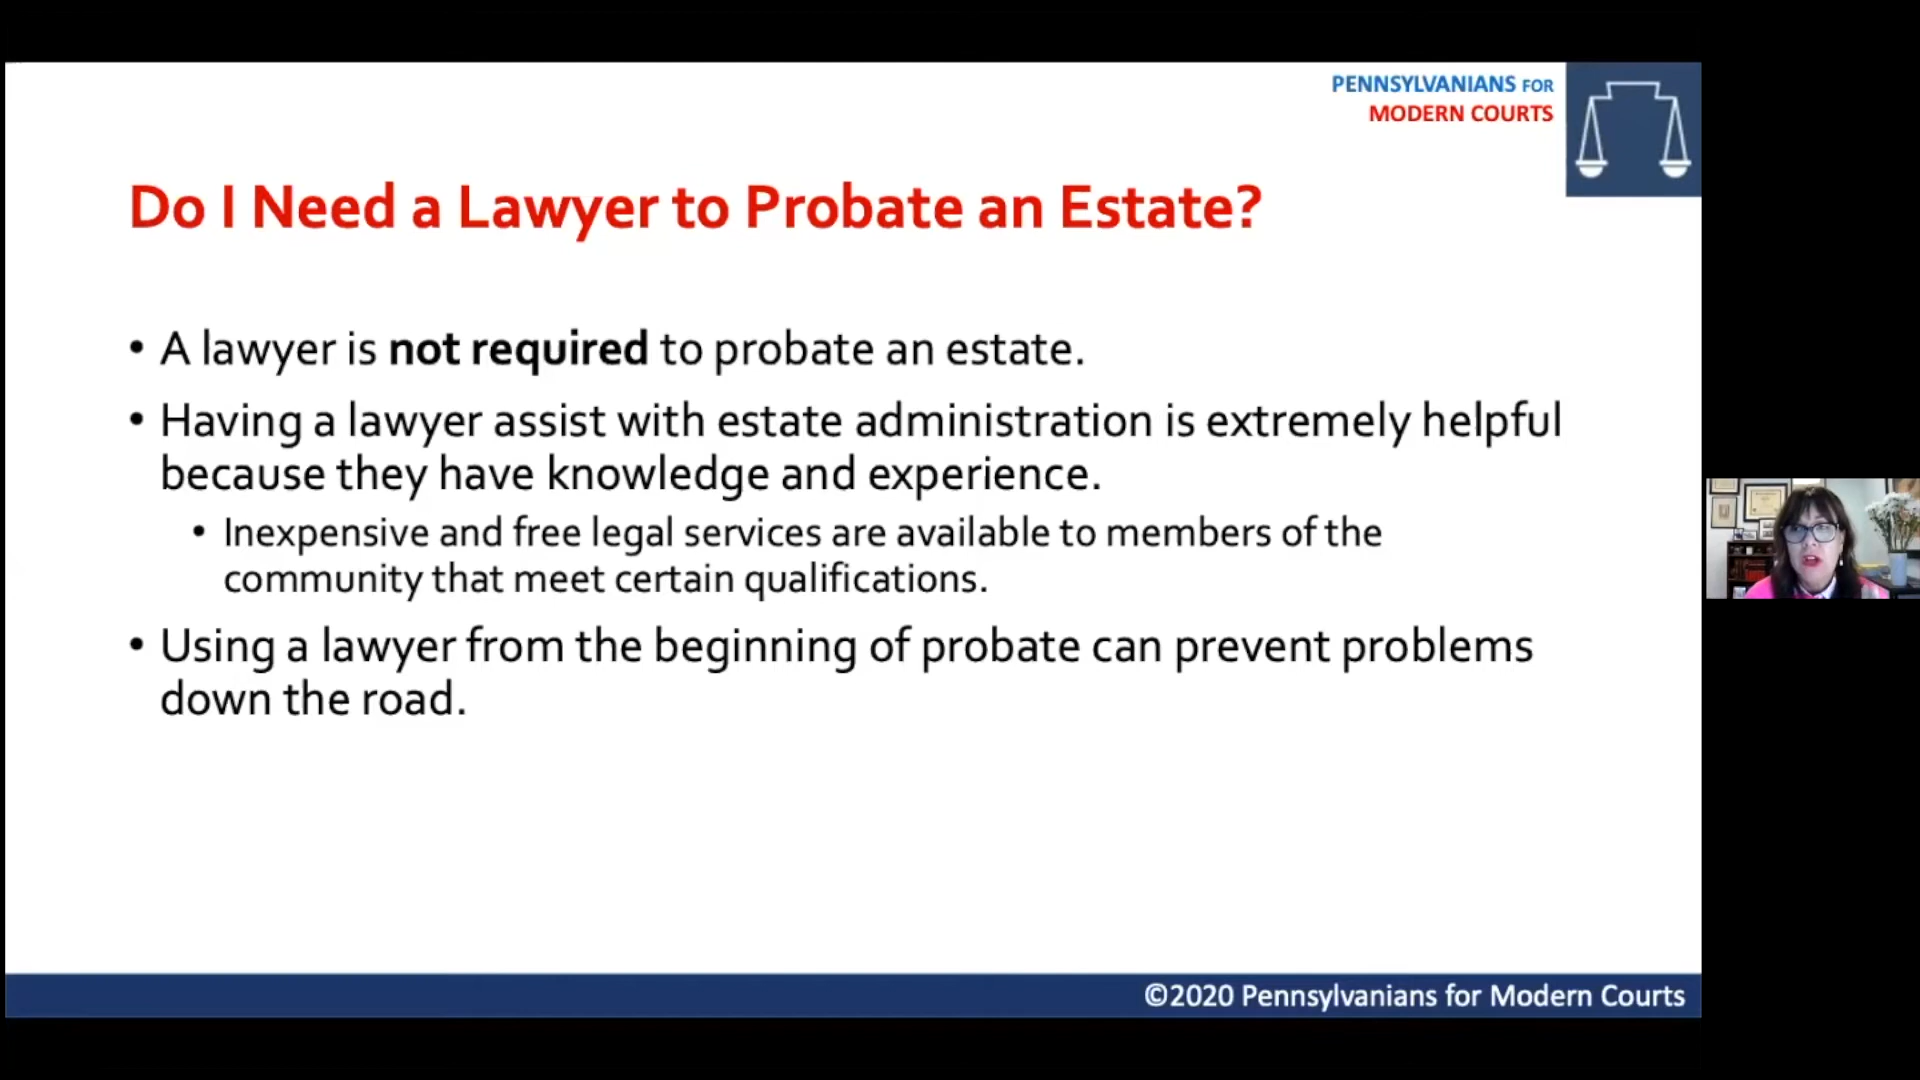 PENNSYLVANIANS FOR
MODERN COURTS
Do I Need a Lawyer to Probate an Estate?
• A lawyer is not required to probate an estate.
• Having a lawyer assist with estate administration is extremely helpful
because they have knowledge and experience.
• Inexpensive and free legal services are available to members of the
community that meet certain qualifications.
• Using a lawyer from the beginning of probate can prevent problems
down the road.
©2020 Pennsylvanians for Modern Courts